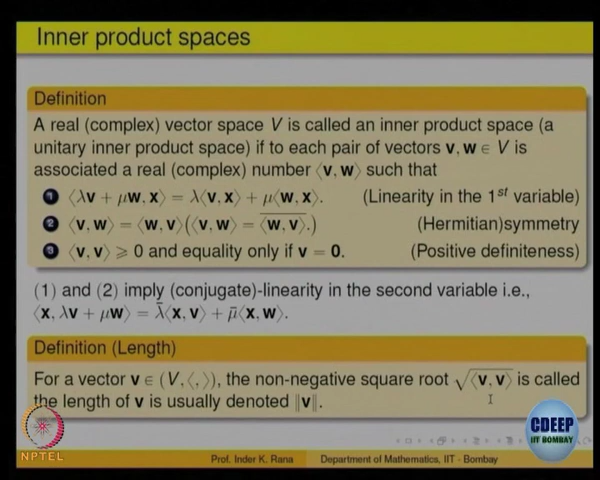 Inner product spaces
Definition
A real (complex) vector space V is called an inner product space (a
unitary inner product space) if to each pair of vectors v, w ∈ V is
associated a real (complex) number ⟨v, w⟩ such that
1 ⟨λv + μw, x⟩ = λ⟨v, x⟩ + μ⟨w, x⟩. (Linearity in the 1st variable)
2 ⟨v, w⟩ = ⟨w, v⟩(⟨v, w⟩ = \overline{⟨w, v⟩}.) (Hermitian)symmetry
3 ⟨v, v⟩ ⩾ 0 and equality only if v = 0. (Positive definiteness)
(1) and (2) imply (conjugate)-linearity in the second variable i.e.,
⟨x, λv + μw⟩ = λ̄⟨x, v⟩ + μ̄⟨x, w⟩.
Definition (Length)
For a vector v ∈ (V, ⟨,⟩), the non-negative square root √⟨v, v⟩ is called
the length of v is usually denoted ‖v‖.
CDEEP
IIT BOMBAY
NPTEL
Prof. Inder K. Rana Department of Mathematics, IIT - Bombay